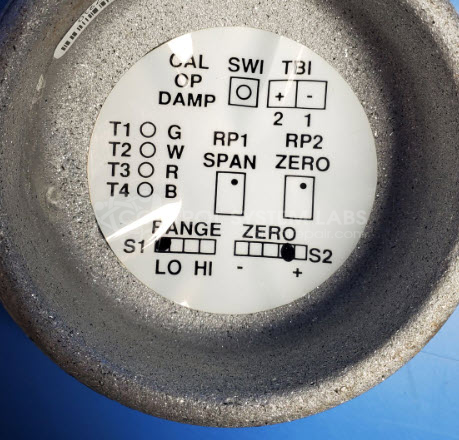 CAL
OP
DAMP
SWI TBI
+ -
2 1
T1 G
T2 W
T3 R
T4 B
RP1 RP2
SPAN ZERO
RANGE ZERO
S1 S2
LO HI - +